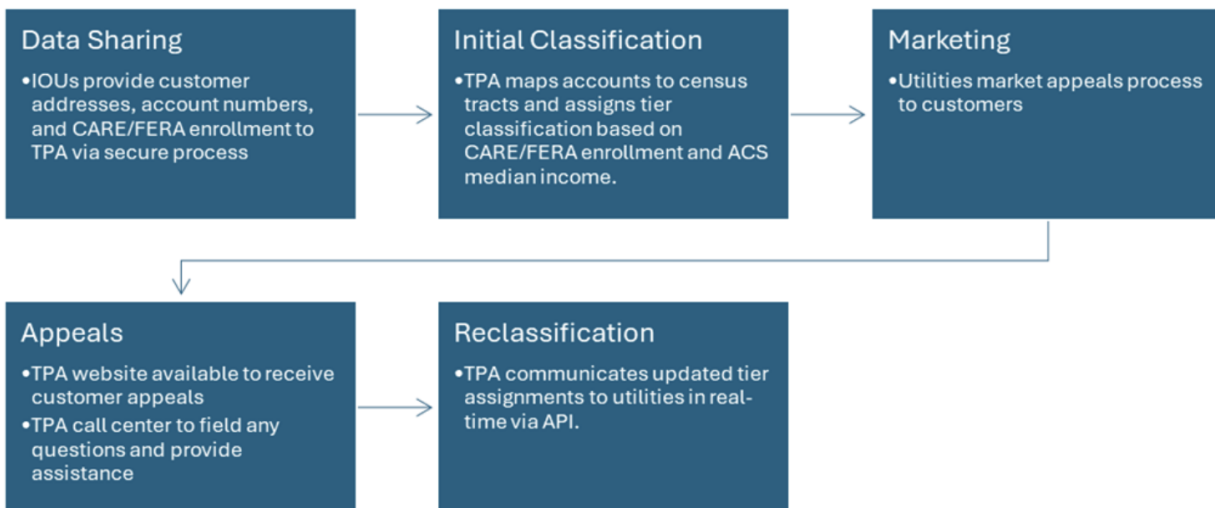 Data Sharing
•IOUs provide customer
addresses, account numbers,
and CARE/FERA enrollment to
TPA via secure process
Initial Classification
•TPA maps accounts to census
tracts and assigns tier
classification based on
CARE/FERA enrollment and ACS
median income.
Marketing
•Utilities market appeals process
to customers
Appeals
•TPA website available to receive
customer appeals
•TPA call center to field any
questions and provide
assistance
Reclassification
•TPA communicates updated tier
assignments to utilities in real-
time via API.